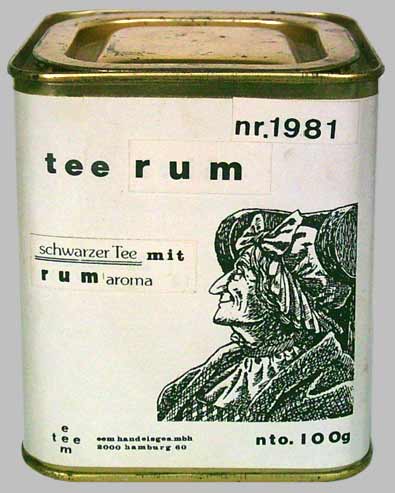 nr.1981
tee rum
schwarzer Tee mit
rum aroma
e
tee
m
eem handelsges.mbh
2000 hamburg 60
nto. 100g